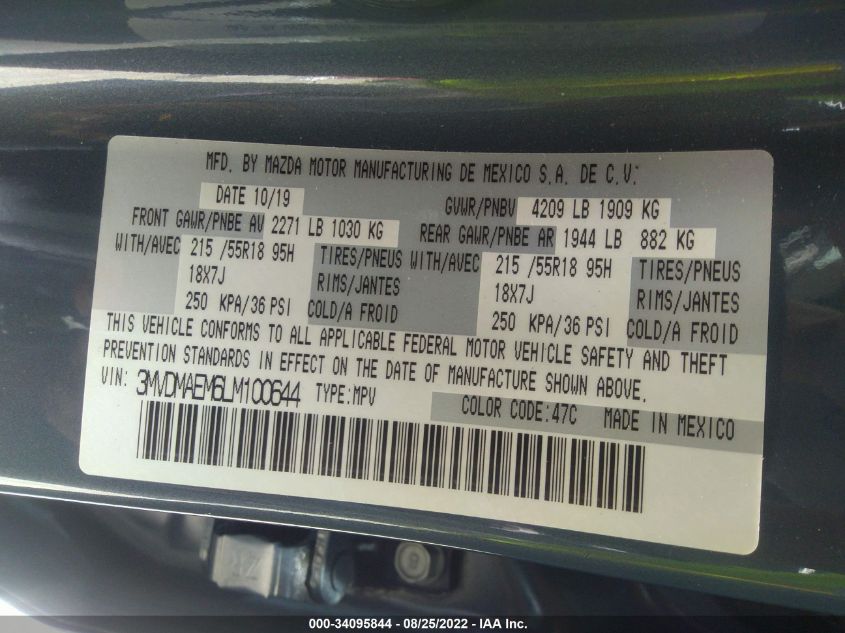 MFD. BY MAZDA MOTOR MANUFACTURING DE MEXICO S.A. DE C.V.
DATE 10/19 GVWR/PNBV 4209 LB 1909 KG
FRONT GAWR/PNBE AV 2271 LB 1030 KG REAR GAWR/PNBE AR 1944 LB 882 KG
WITH/AVEC 215 /55R18 95H TIRES/PNEUS WITH/AVEC 215 /55R18 95H TIRES/PNEUS
18X7J RIMS/JANTES 18X7J RIMS/JANTES
250 KPA/36 PSI COLD/A FROID 250 KPA/36 PSI COLD/A FROID
THIS VEHICLE CONFORMS TO ALL APPLICABLE FEDERAL MOTOR VEHICLE SAFETY AND THEFT
PREVENTION STANDARDS IN EFFECT ON THE DATE OF MANUFACTURE SHOWN ABOVE.
VIN: 3MVDMAEM6LM100644 TYPE:MPV COLOR CODE:47C MADE IN MEXICO
000-34095844 - 08/25/2022 - IAA Inc.